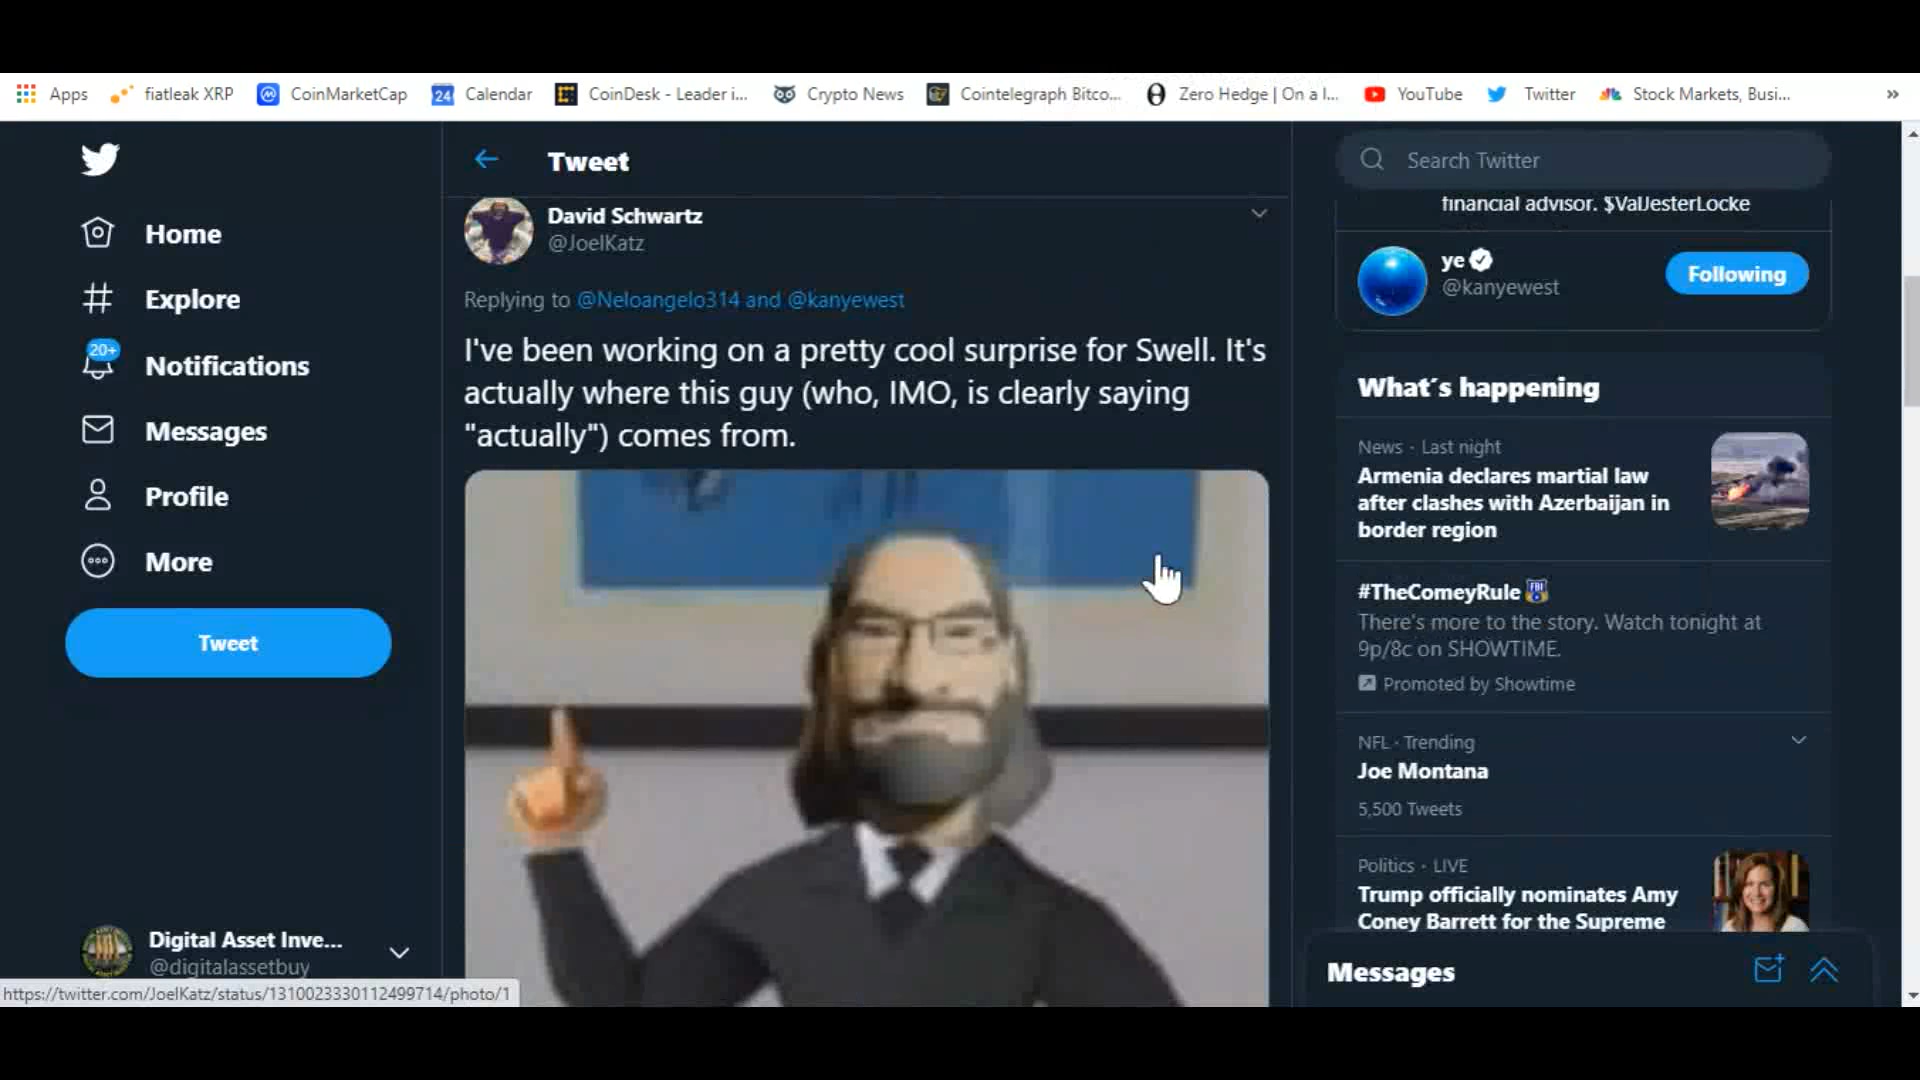 Apps fiatleak XRP CoinMarketCap 24 Calendar CoinDesk - Leader i... Crypto News Cointelegraph Bitco... Zero Hedge | On a l... YouTube Twitter Stock Markets, Busi... »
Home
Explore
20+
Notifications
Messages
Profile
More
Tweet
Digital Asset Inve...
@digitalassetbuy
https://twitter.com/JoelKatz/status/1310023330112499714/photo/1
Tweet
David Schwartz
@JoelKatz
Replying to @Neloangelo314 and @kanyewest
I've been working on a pretty cool surprise for Swell. It's
actually where this guy (who, IMO, is clearly saying
"actually") comes from.
Search Twitter
financial advisor. $ValJesterLocke
ye
@kanyewest
Following
What's happening
News · Last night
Armenia declares martial law
after clashes with Azerbaijan in
border region
#TheComeyRule
There's more to the story. Watch tonight at
9p/8c on SHOWTIME.
Promoted by Showtime
NFL · Trending
Joe Montana
5,500 Tweets
Politics · LIVE
Trump officially nominates Amy
Coney Barrett for the Supreme
Messages